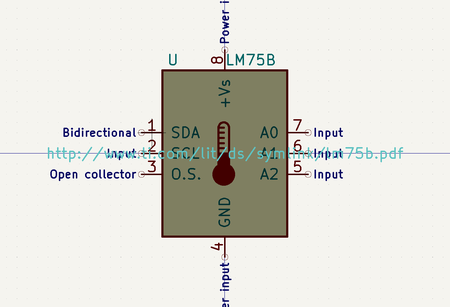 Power i
8
U LM75B
+Vs
Bidirectional 1 SDA A0 7 Input
Input 2 SCL A1 6 Input
http://www.ti.com/lit/ds/symlink/lm75b.pdf
Open collector 3 O.S. A2 5 Input
GND
4
er input